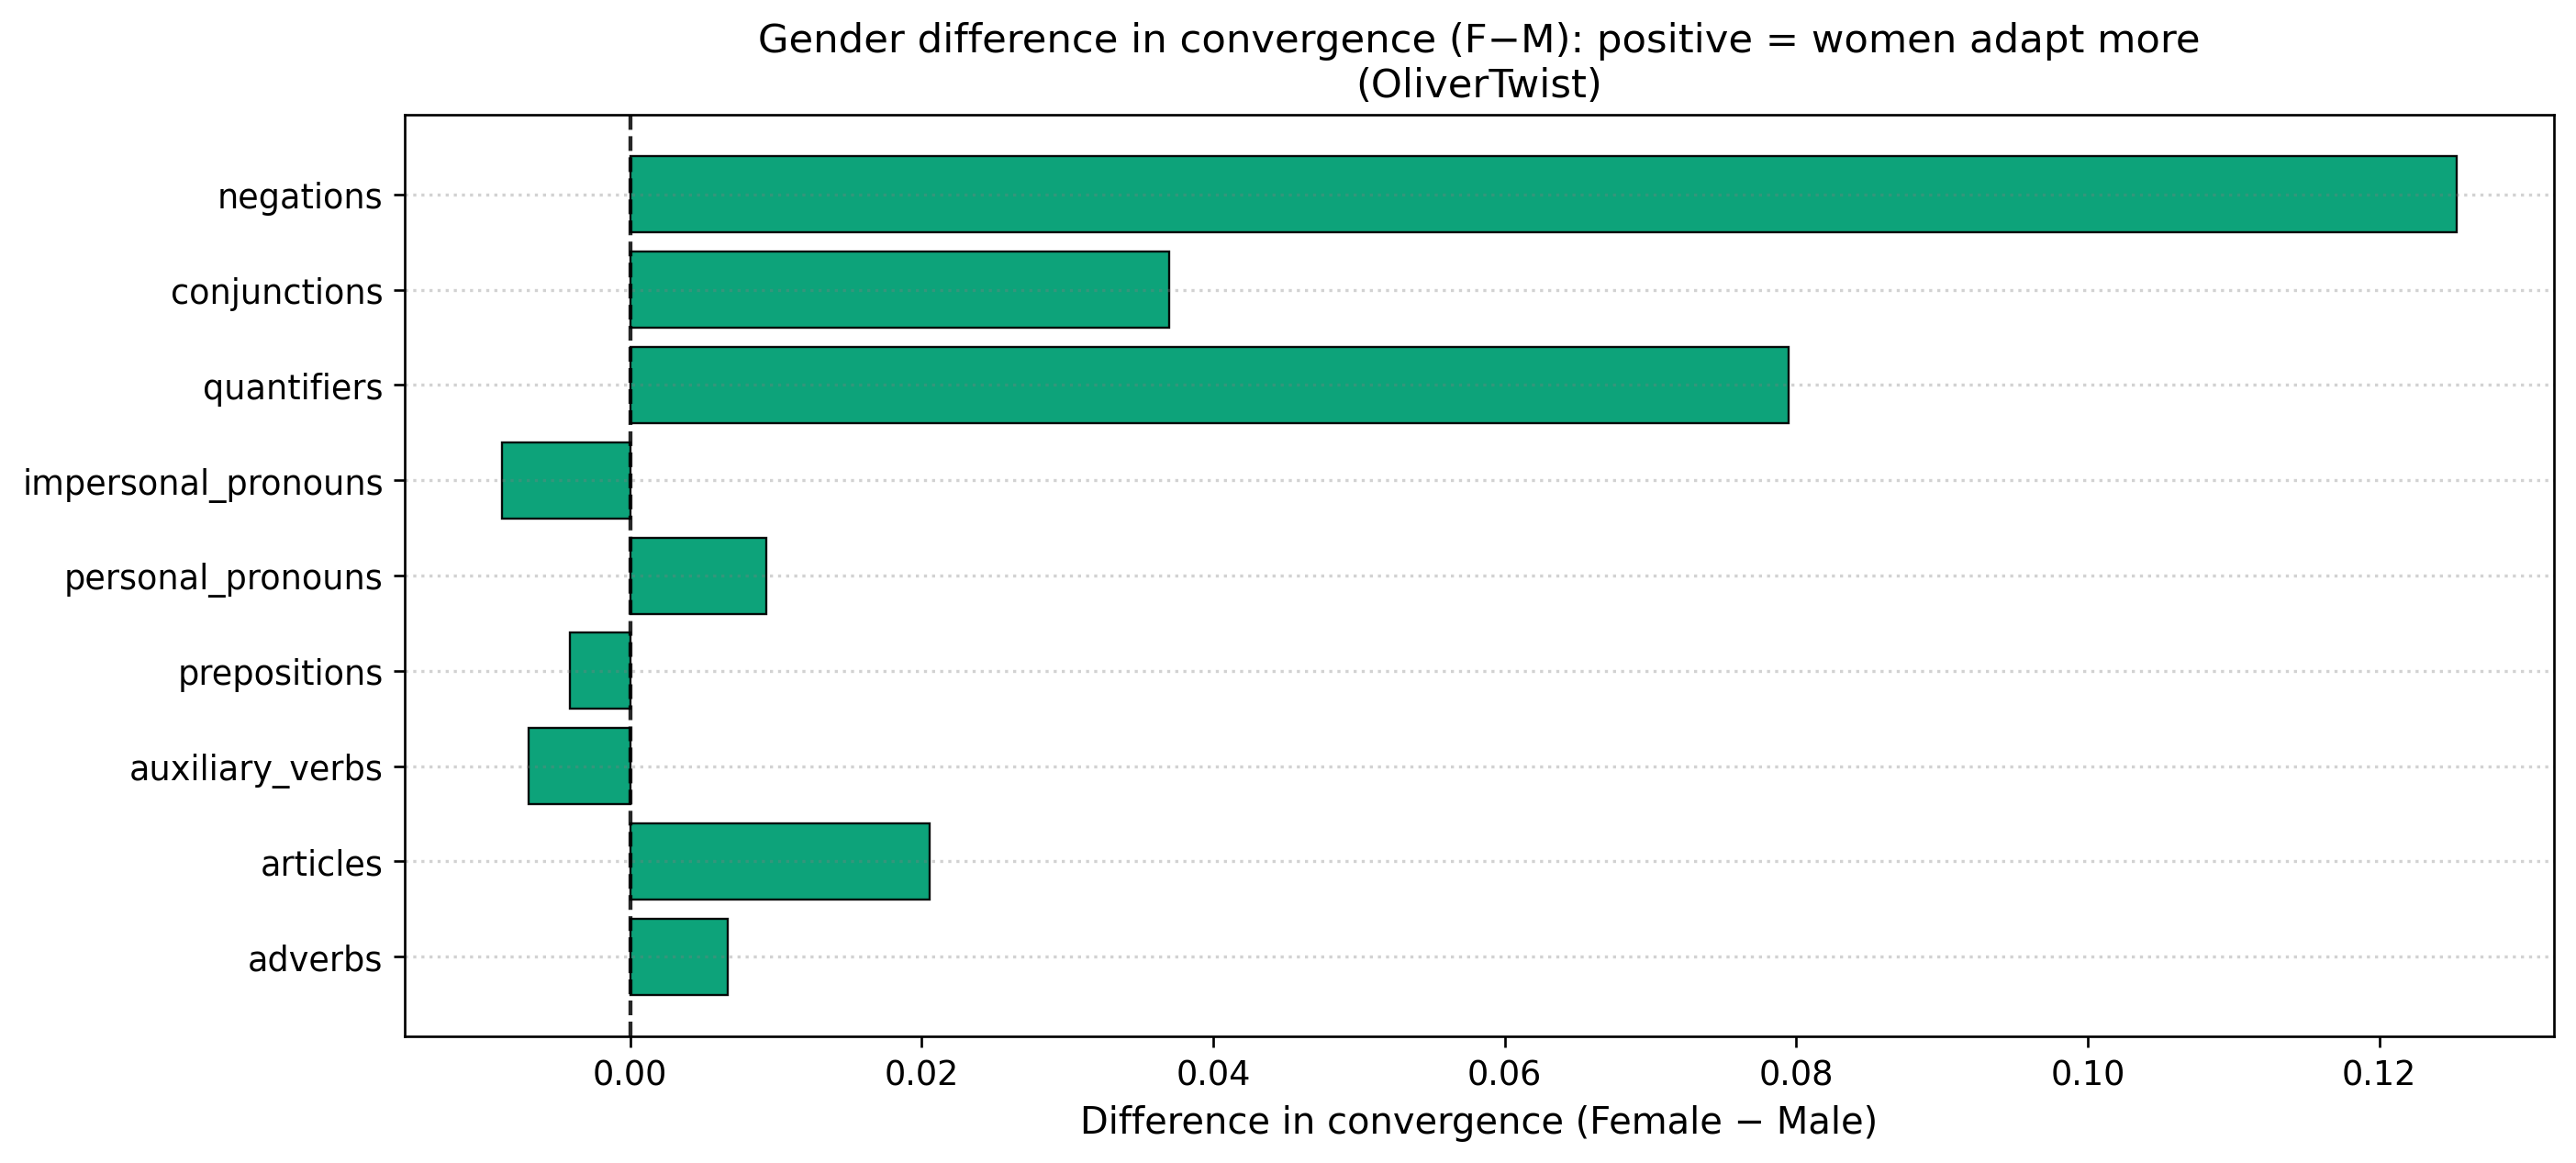 Gender difference in convergence (F−M): positive = women adapt more
(OliverTwist)
negations
conjunctions
quantifiers
impersonal_pronouns
personal_pronouns
prepositions
auxiliary_verbs
articles
adverbs
0.00 0.02 0.04 0.06 0.08 0.10 0.12
Difference in convergence (Female − Male)